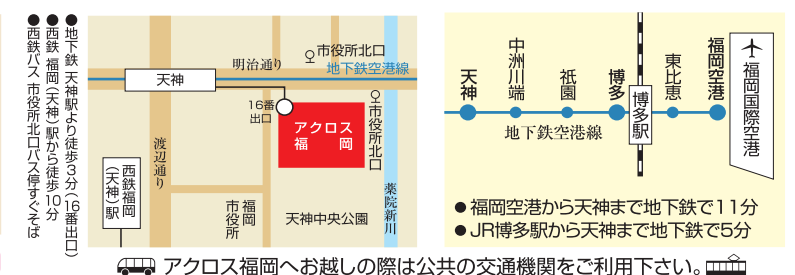 ●地下鉄 天神駅より徒歩3分(16番出口)
●西鉄 福岡(天神)駅から徒歩10分
●西鉄バス 市役所北口バス停すぐそば
明治通り
市役所北口
地下鉄空港線
天神
16番
出口
アクロス
福岡
市役所北口
渡辺通り
西鉄福岡
(天神)駅
福岡
市役所
天神中央公園
薬院新川
天神
中洲川端
祇園
博多
博多駅
東比恵
福岡空港
福岡国際空港
地下鉄空港線
●福岡空港から天神まで地下鉄で11分
●JR博多駅から天神まで地下鉄で5分
アクロス福岡へお越しの際は公共の交通機関をご利用下さい。